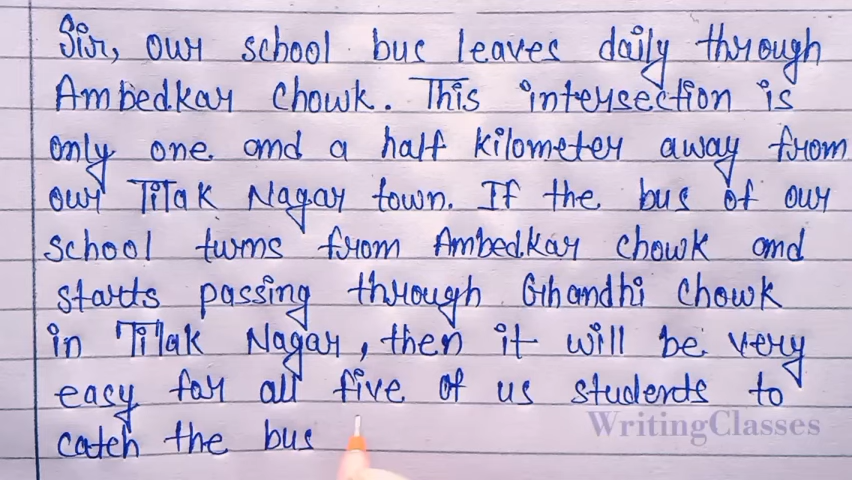 Sir, our school bus leaves daily through
Ambedkar Chowk. This intersection is
only one and a half kilometer away from
our Tilak Nagar town. If the bus of our
school turns from Ambedkar chowk and
starts passing through Ghandhi Chowk
in Tilak Nagar, then it will be very
easy for all five of us students to
catch the bus
WritingClasses